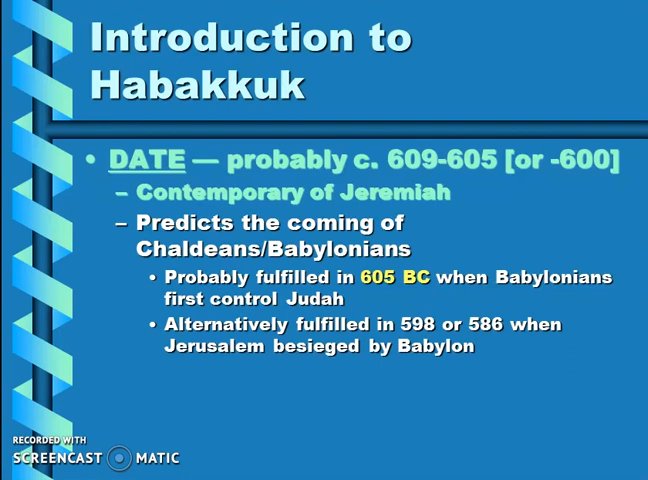 Introduction to
Habakkuk
• DATE — probably c. 609-605 [or -600]
– Contemporary of Jeremiah
– Predicts the coming of
Chaldeans/Babylonians
• Probably fulfilled in 605 BC when Babylonians
first control Judah
• Alternatively fulfilled in 598 or 586 when
Jerusalem besieged by Babylon
RECORDED WITH
SCREENCAST MATIC